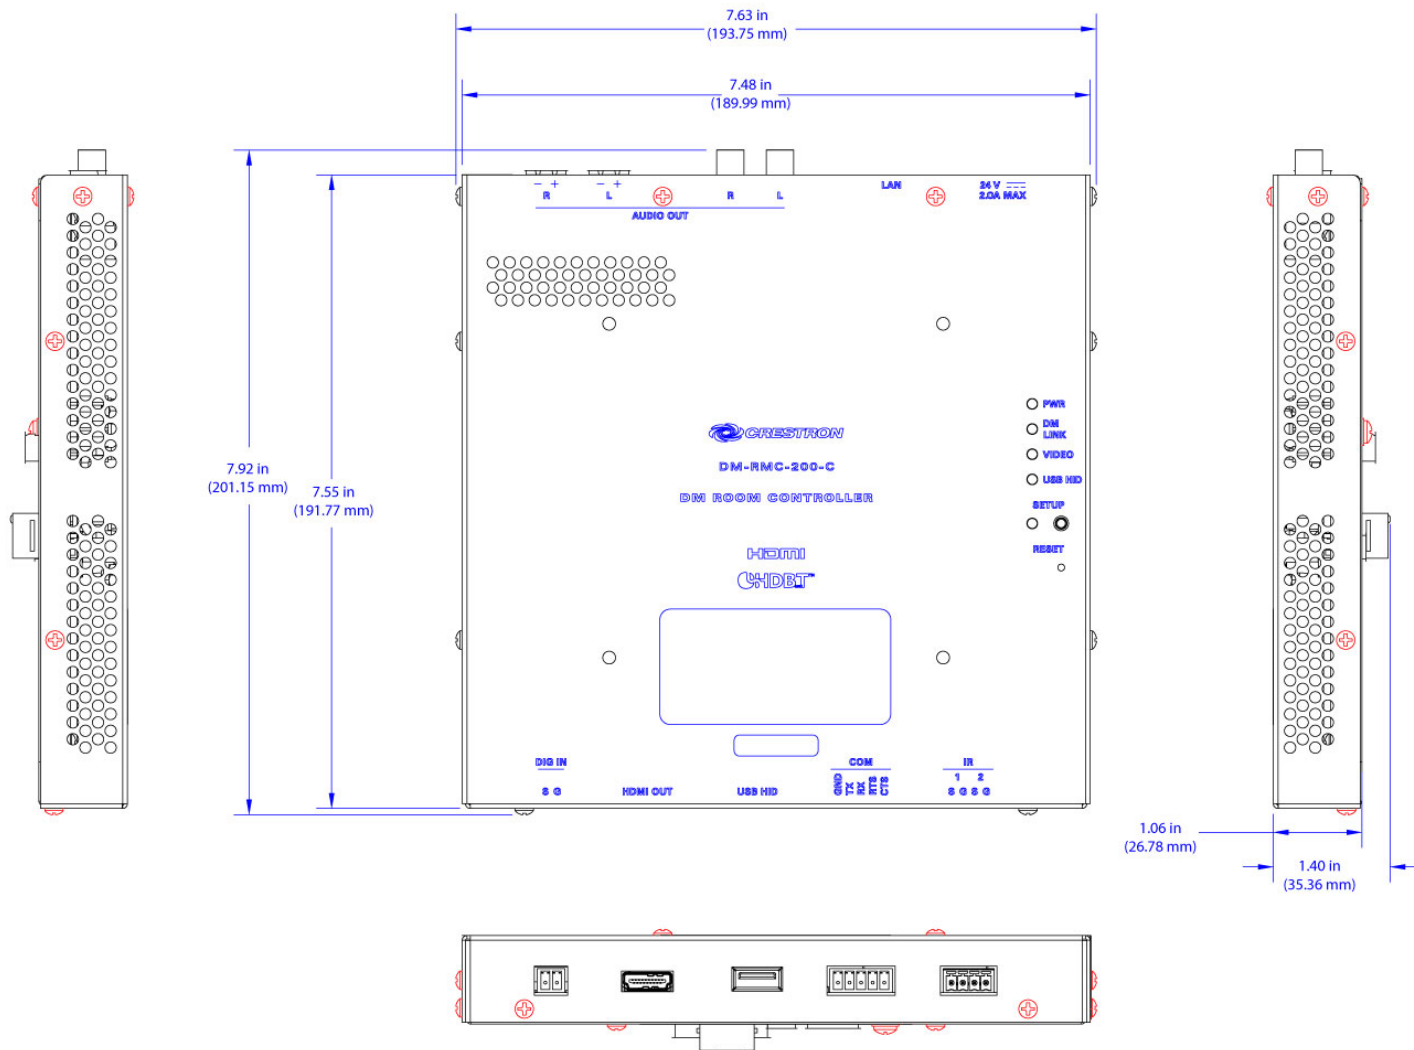 7.63 in
(193.75 mm)
7.48 in
(189.99 mm)
- +
- +
R
L
R
L
AUDIO OUT
LAN
24 V
2.0A MAX
PWR
DM
LINK
VIDEO
USB HID
SETUP
RESET
CRESTRON
DM-RMC-200-C
DM ROOM CONTROLLER
HDMI
HDBT™
7.92 in
(201.15 mm)
7.55 in
(191.77 mm)
DIG IN
S G
HDMI OUT
USB HID
COM
GND
TX
RX
RTS
CTS
IR
1 2
S G S G
1.06 in
(26.78 mm)
1.40 in
(35.36 mm)